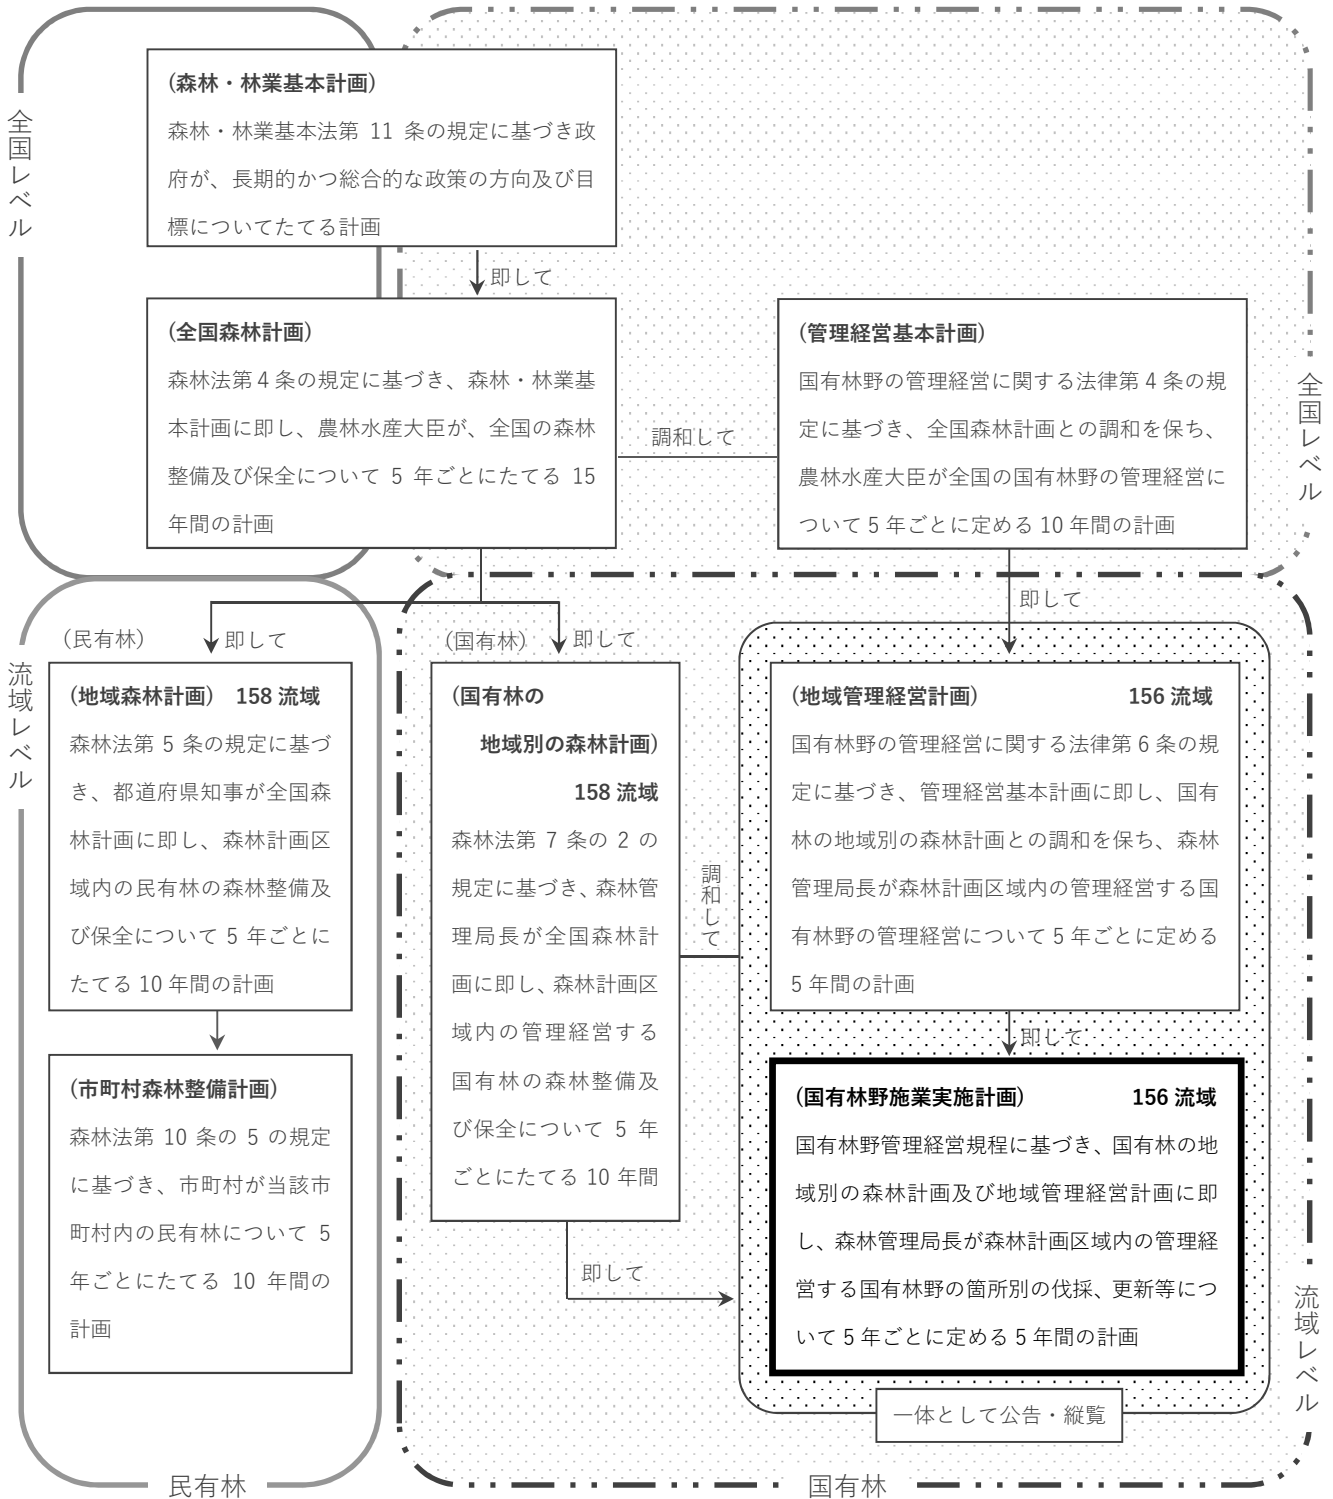 全国レベル
(森林・林業基本計画)
森林・林業基本法第 11 条の規定に基づき政
府が、長期的かつ総合的な政策の方向及び目
標についてたてる計画
即して
(全国森林計画)
森林法第 4 条の規定に基づき、森林・林業基
本計画に即し、農林水産大臣が、全国の森林
整備及び保全について 5 年ごとにたてる 15
年間の計画
調和して
(管理経営基本計画)
国有林野の管理経営に関する法律第 4 条の規
定に基づき、全国森林計画との調和を保ち、
農林水産大臣が全国の国有林野の管理経営に
ついて 5 年ごとに定める 10 年間の計画
全国レベル
流域レベル
（民有林）
即して
(地域森林計画) 158 流域
森林法第 5 条の規定に基づ
き、都道府県知事が全国森
林計画に即し、森林計画区
域内の民有林の森林整備及
び保全について 5 年ごとに
たてる 10 年間の計画
(市町村森林整備計画)
森林法第 10 条の 5 の規定
に基づき、市町村が当該市
町村内の民有林について 5
年ごとにたてる 10 年間の
計画
民有林
（国有林）
即して
(国有林の
地域別の森林計画)
158 流域
森林法第 7 条の 2 の
規定に基づき、森林管
理局長が全国森林計
画に即し、森林計画区
域内の管理経営する
国有林の森林整備及
び保全について 5 年
ごとにたてる 10 年間
即して
調和して
即して
(地域管理経営計画) 156 流域
国有林野の管理経営に関する法律第 6 条の規
定に基づき、管理経営基本計画に即し、国有
林の地域別の森林計画との調和を保ち、森林
管理局長が森林計画区域内の管理経営する国
有林野の管理経営について 5 年ごとに定める
5 年間の計画
即して
(国有林野施業実施計画) 156 流域
国有林野管理経営規程に基づき、国有林の地
域別の森林計画及び地域管理経営計画に即
し、森林管理局長が森林計画区域内の管理経
営する国有林野の箇所別の伐採、更新等につ
いて 5 年ごとに定める 5 年間の計画
一体として公告・縦覧
流域レベル
国有林